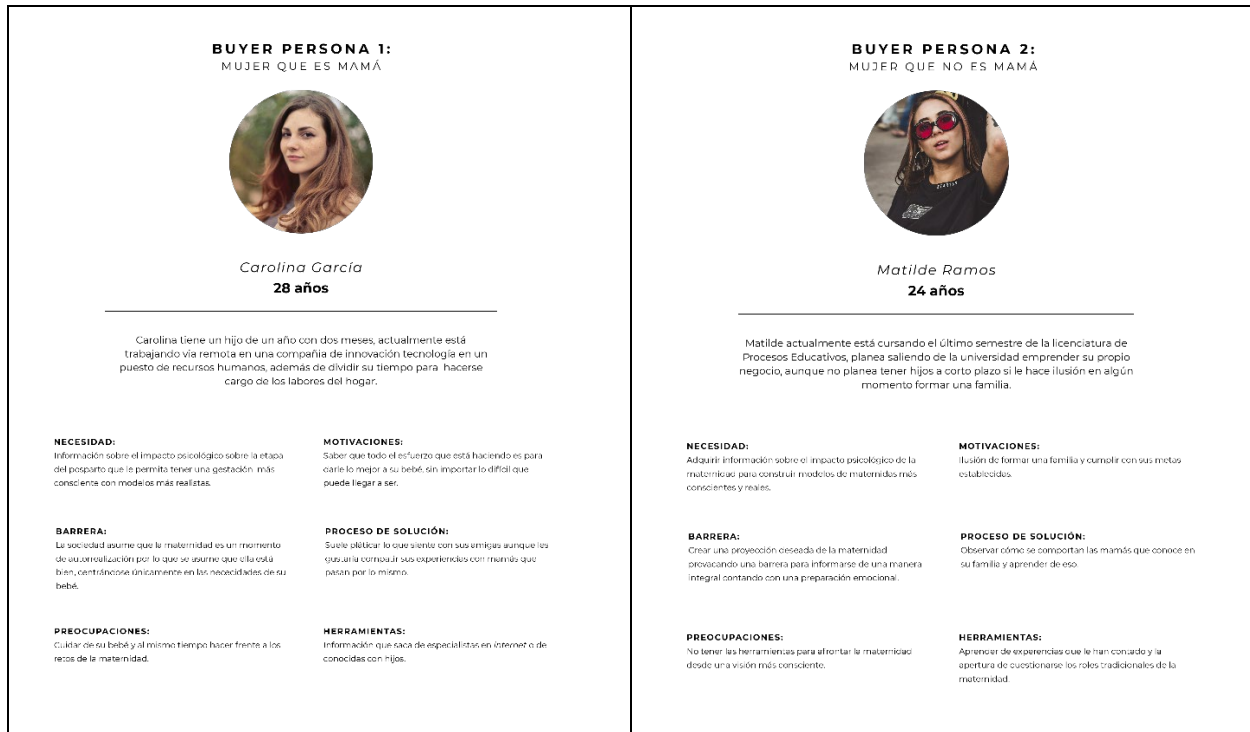 BUYER PERSONA 1:
MUJER QUE ES MAMÁ
Carolina García
28 años
Carolina tiene un hijo de un año con dos meses, actualmente está
trabajando vía remota en una compañia de innovación tecnología en un
puesto de recursos humanos, además de dividir su tiempo para hacerse
cargo de los labores del hogar.
NECESIDAD:
Información sobre el impacto psicológico sobre la etapa
del posparto que le permita tener una gestación más
consciente con modelos más realistas.
MOTIVACIONES:
Saber que todo el esfuerzo que está haciendo es para
darle lo mejor a su bebé, sin importar lo difícil que
puede llegar a ser.
BARRERA:
La sociedad asume que la maternidad es un momento
de autorrealización por lo que se asume que ella está
bien, centrándose únicamente en las nececidades de su
bebé.
PROCESO DE SOLUCIÓN:
Suele pláticar lo que siente con sus amigas aunque les
gustaría compatir sus experiencias con mamás que
pasan por lo mismo.
PREOCUPACIONES:
Cuidar de su bebé y al mismo tiempo hacer frente a los
retos de la maternidad.
HERRAMIENTAS:
Información que saca de especialistas en internet o de
conocidas con hijos.
BUYER PERSONA 2:
MUJER QUE NO ES MAMÁ
Matilde Ramos
24 años
Matilde actualmente está cursando el último semestre de la licenciatura de
Procesos Educativos, planea saliendo de la universidad emprender su propio
negocio, aunque no planea tener hijos a corto plazo si le hace ilusión en algún
momento formar una familia.
NECESIDAD:
Adquirir información sobre el impacto psicológico de la
maternidad para construir modelos de maternidas más
conscientes y reales.
MOTIVACIONES:
Ilusión de formar una familia y cumplir con sus metas
establecidas.
BARRERA:
Crear una proyección deseada de la maternidad
provacando una barrera para informarse de una manera
integral contando con una preparación emocional.
PROCESO DE SOLUCIÓN:
Observar cómo se comportan las mamás que conoce en
su familia y aprender de eso.
PREOCUPACIONES:
No tener las herramientas para afrontar la maternidad
desde una visión más consciente.
HERRAMIENTAS:
Aprender de experencias que le han contado y la
apertura de cuestionarse los roles tradicionales de la
maternidad.